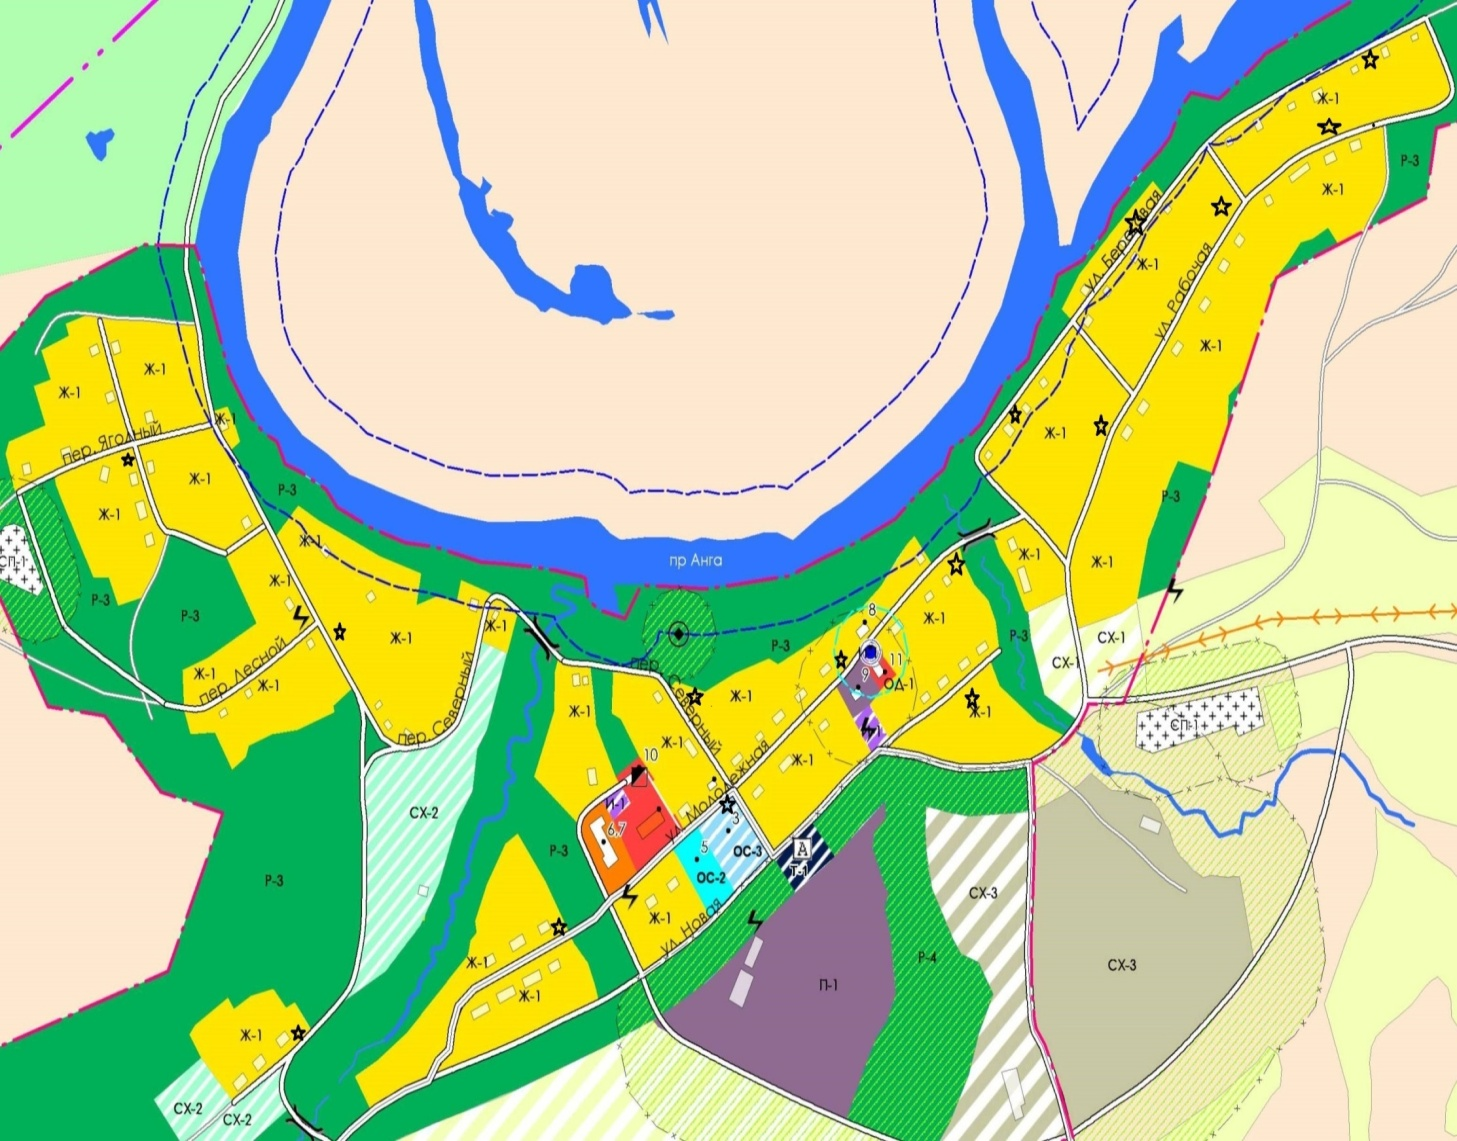 Ж-1
Р-3
Ж-1
ул. Береговая
Ж-1
ул. Рабочая
Ж-1
Ж-1
Ж-1
Ж-1
Ж-1
пер. Ягодный
Ж-1
Ж-1
Р-3
Р-3
Ж-1
Ж-1
пр Анга
Ж-1
Ж-1
СП-1
Ж-1
Р-3
Р-3
8
Ж-1
Ж-1
Ж-1
Р-3
Р-3
СХ-1
СХ-1
11
9
ОД-1
пер
Северный
Ж-1
пер. Лесной
Ж-1
Ж-1
Ж-1
Ж-1
СП-1
пер. Северный
Ж-1
10
Ж-1
ул. Молодежная
И-1
6,7
3
5
ОС-3
ОС-2
А
Т-1
СХ-2
Р-3
Р-3
СХ-3
Ж-1
ул. Новая
Ж-1
Ж-1
Р-4
СХ-3
П-1
Ж-1
СХ-2
СХ-2